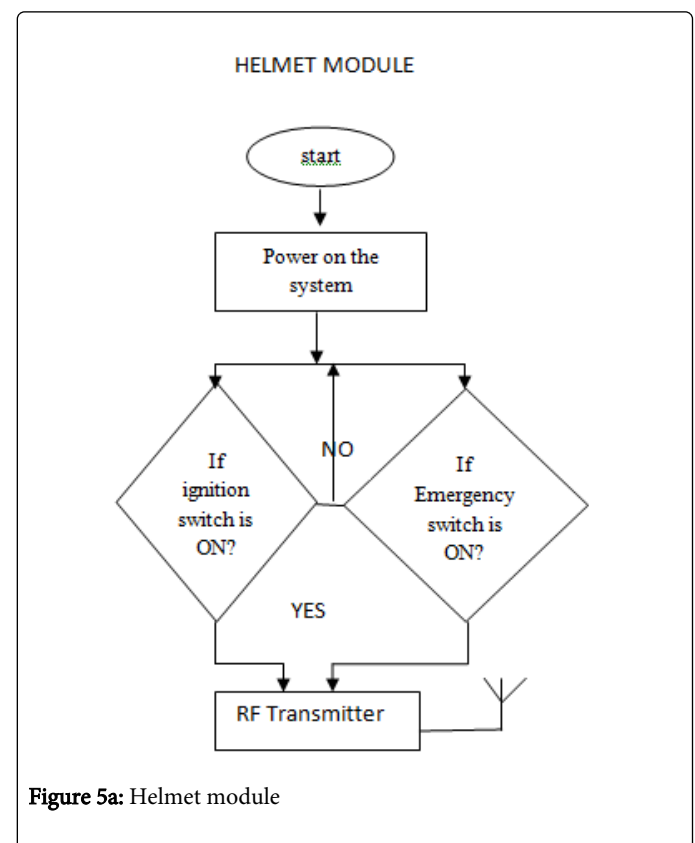 HELMET MODULE
start
Power on the
system
NO
If
ignition
switch is
ON?
If
Emergency
switch is
ON?
YES
RF Transmitter
Figure 5a: Helmet module